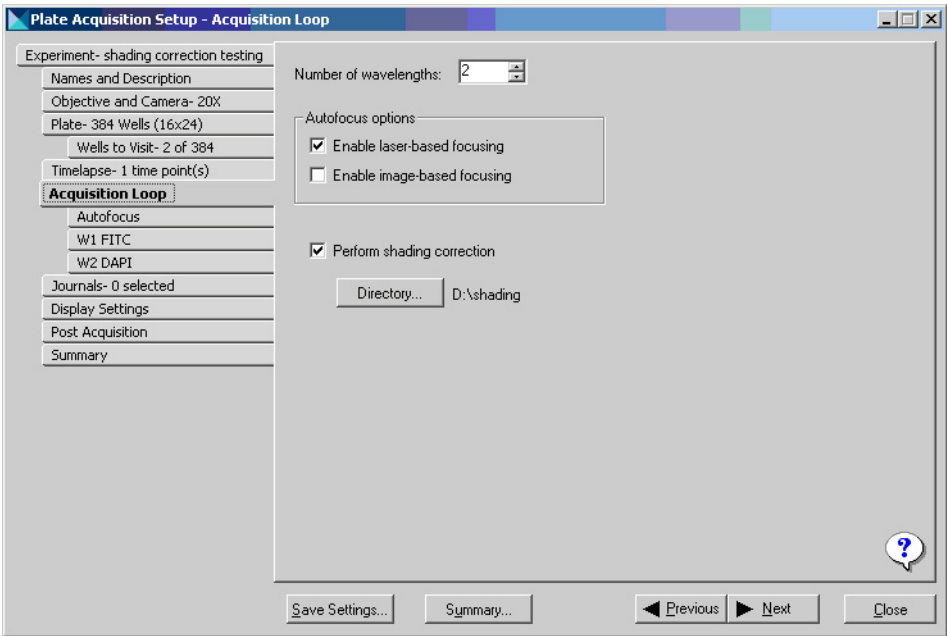 Plate Acquisition Setup - Acquisition Loop
Experiment- shading correction testing
Names and Description
Objective and Camera- 20X
Plate- 384 Wells (16x24)
Wells to Visit- 2 of 384
Timelapse- 1 time point(s)
Acquisition Loop
Autofocus
W1 FITC
W2 DAPI
Journals- 0 selected
Display Settings
Post Acquisition
Summary
Number of wavelengths: 2
Autofocus options
Enable laser-based focusing
Enable image-based focusing
Perform shading correction
Directory... D:\shading
?
Save Settings... Summary... Previous Next Close